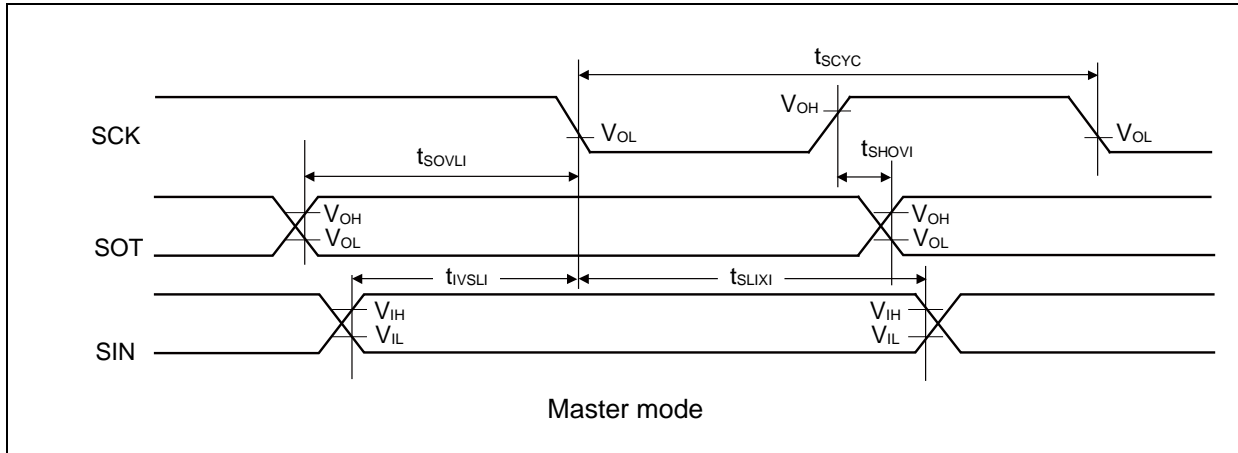 tSCYC
SCK
VOL
VOH
VOL
tSOVLI
tSHOVI
SOT
VOH
VOL
VOH
VOL
tIVSLI
tSLIXI
SIN
VIH
VIL
VIH
VIL
Master mode